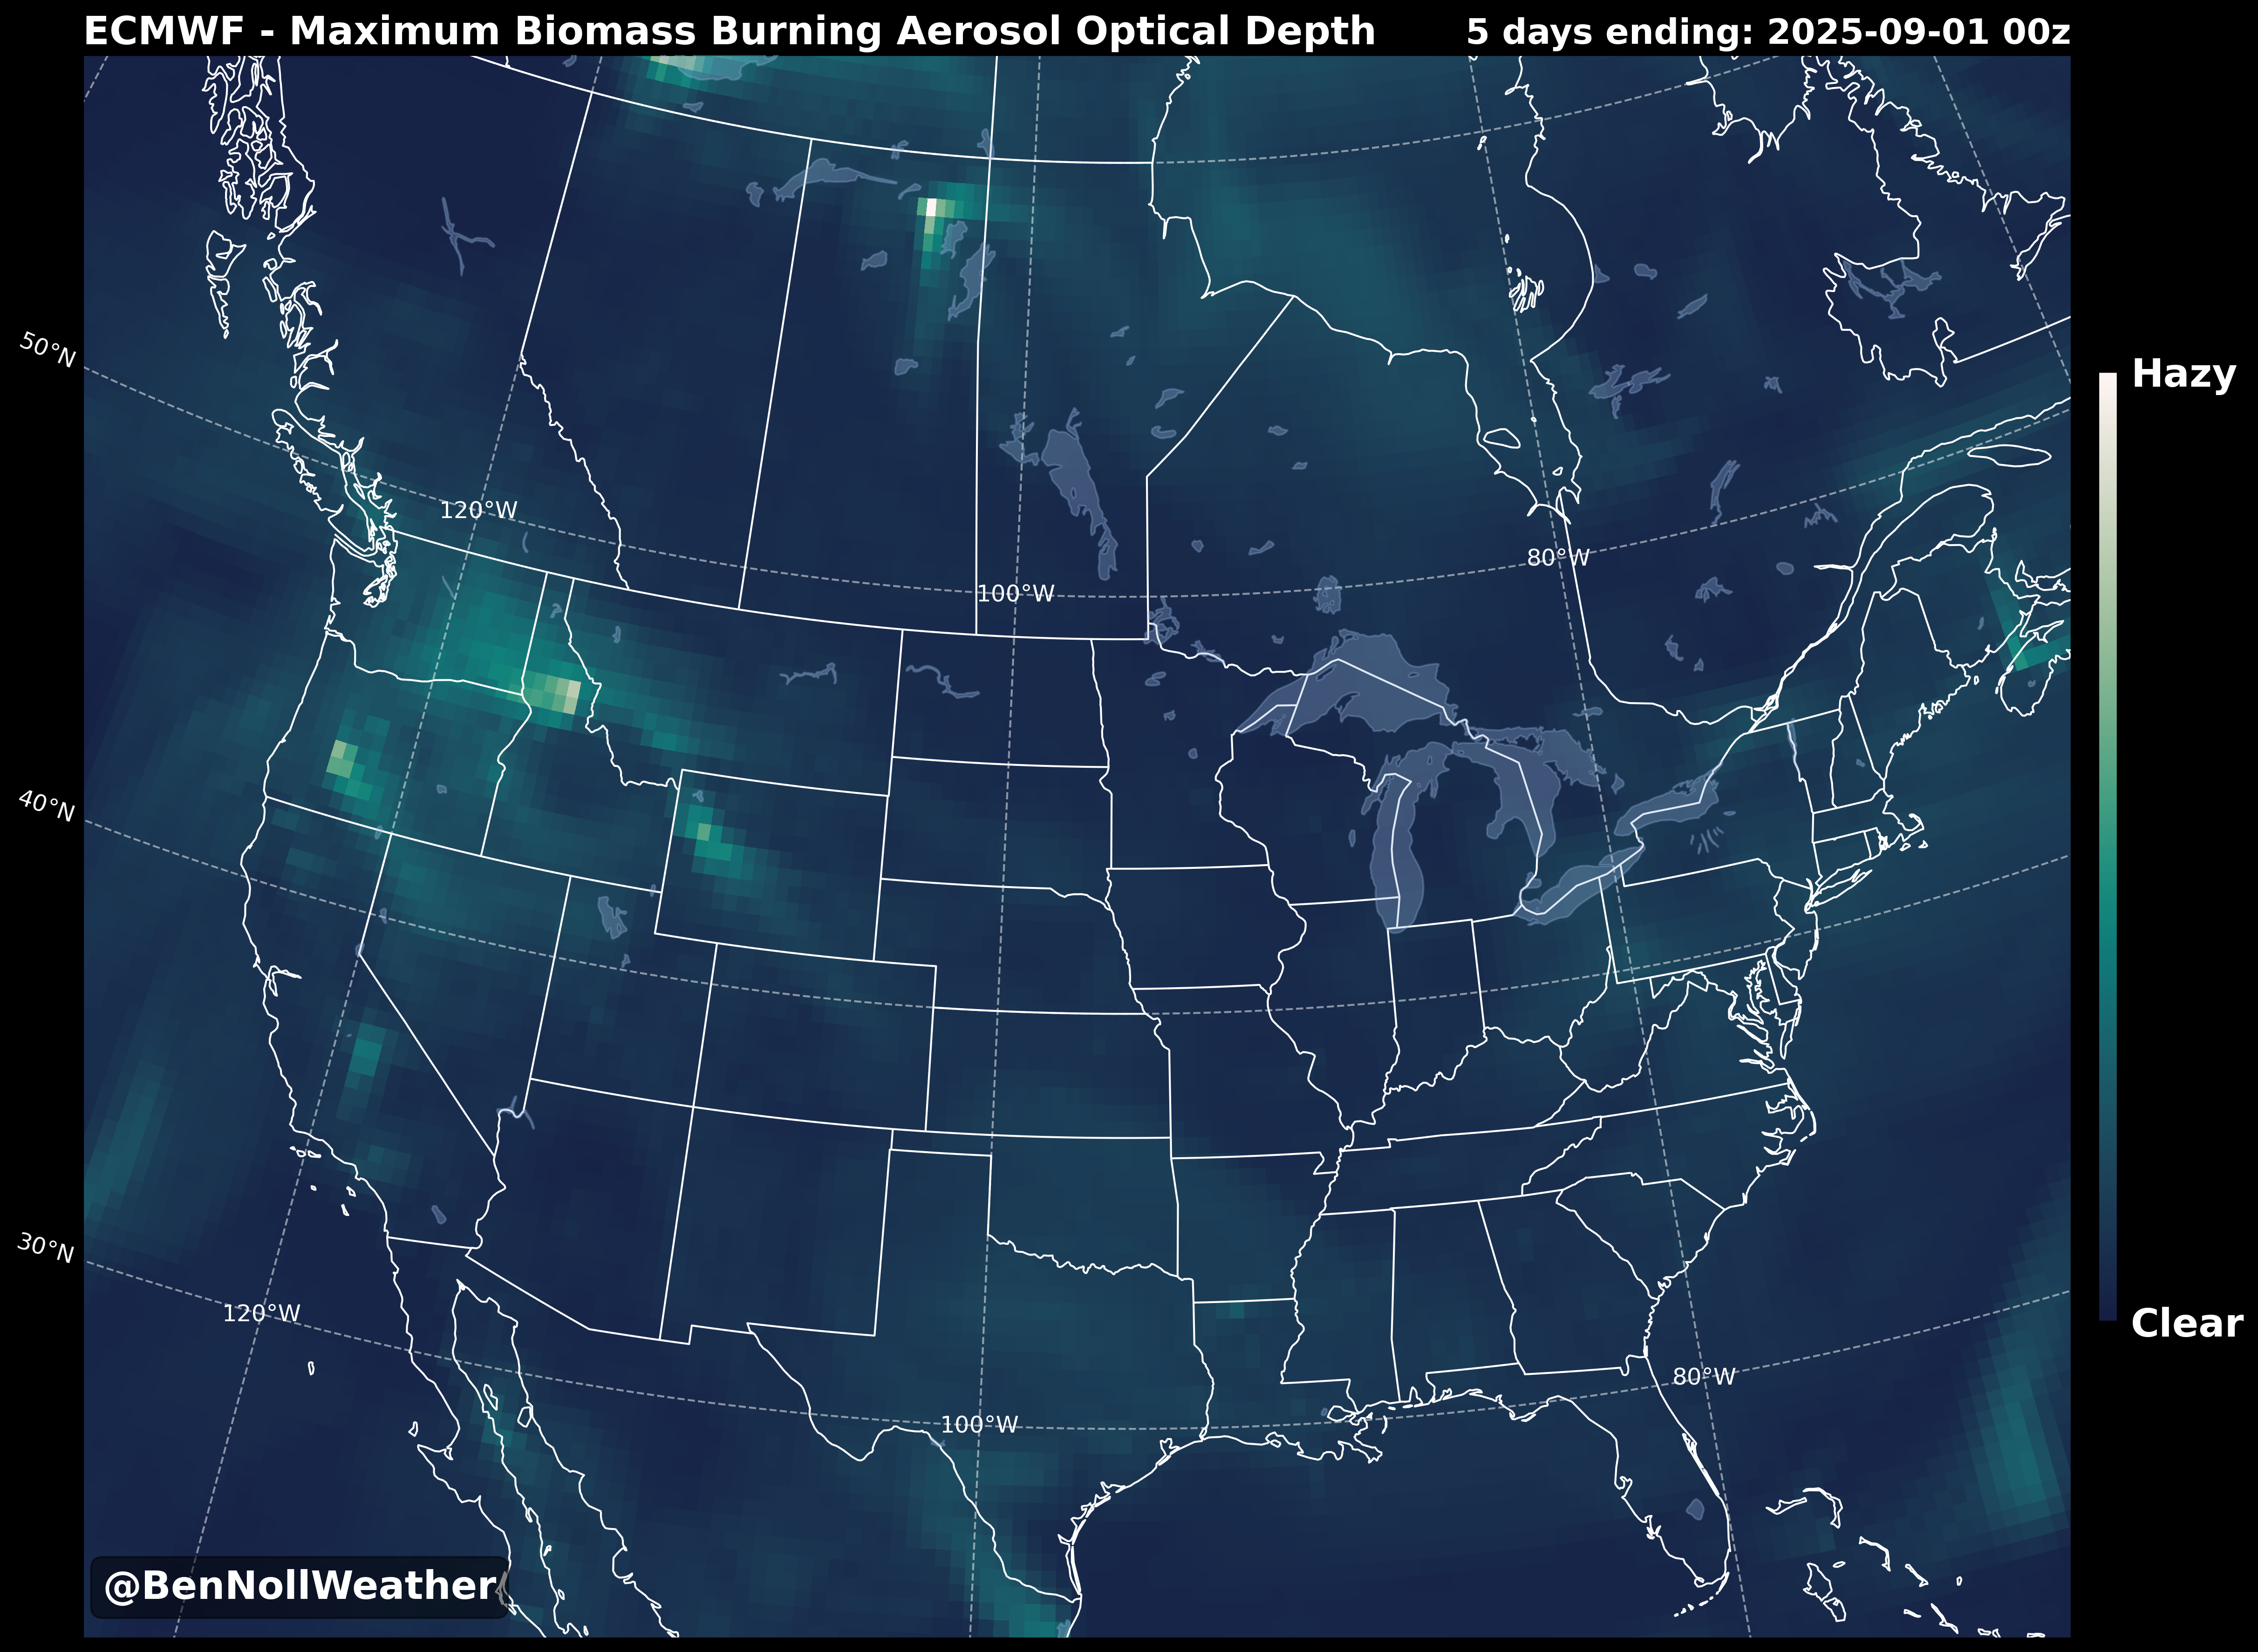 ECMWF - Maximum Biomass Burning Aerosol Optical Depth
5 days ending: 2025-09-01 00z
50°N
Hazy
120°W
80°W
100°W
40°N
30°N
120°W
Clear
80°W
100°W
@BenNollWeather